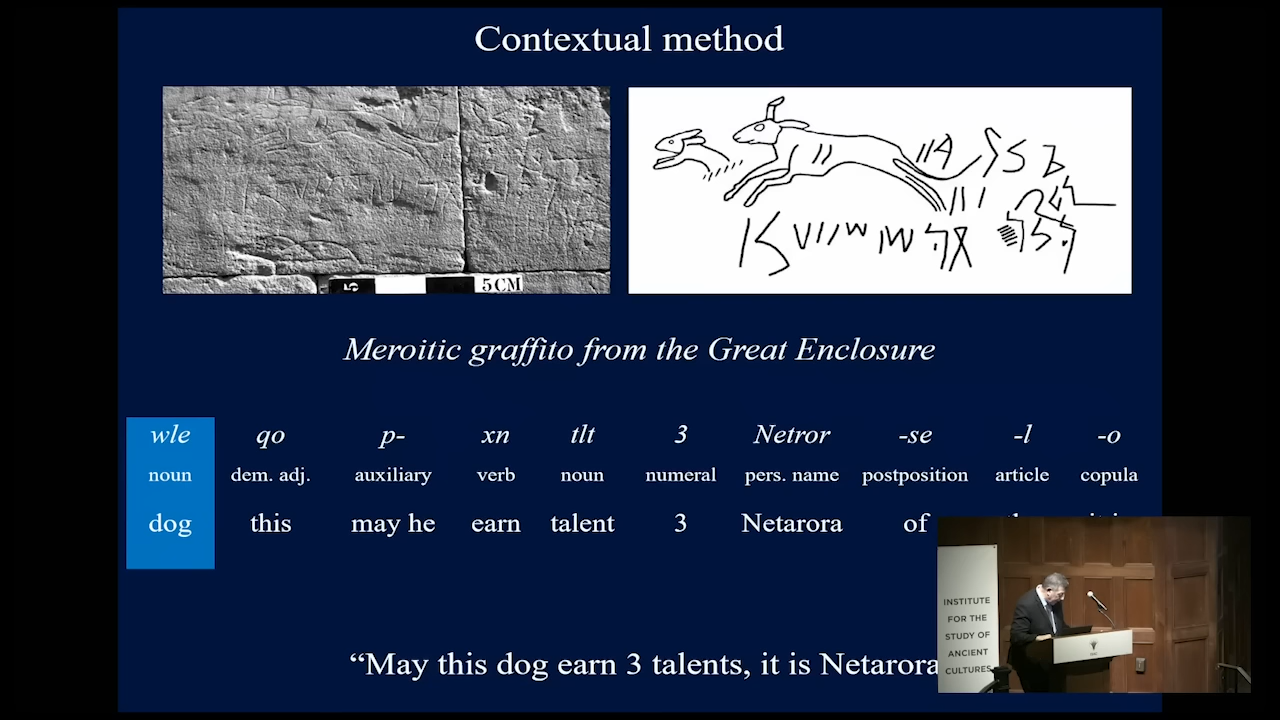 Contextual method
5 CM
Meroitic graffito from the Great Enclosure
wle qo p- xn tlt 3 Netror -se -l -o
noun dem. adj. auxiliary verb noun numeral pers. name postposition article copula
dog this may he earn talent 3 Netarora of
“May this dog earn 3 talents, it is Netarora
INSTITUTE
FOR THE
STUDY OF
ANCIENT
CULTURES